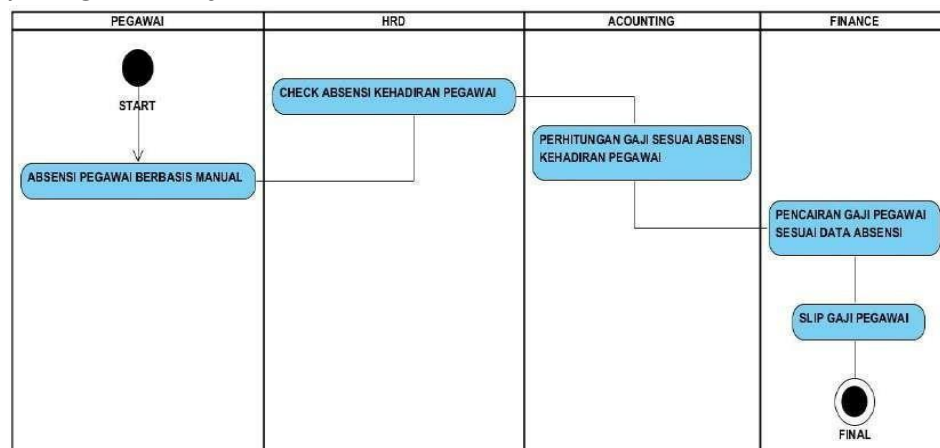 PEGAWAI
HRD
ACOUNTING
FINANCE
START
ABSENSI PEGAWAI BERBASIS MANUAL
CHECK ABSENSI KEHADIRAN PEGAWAI
PERHITUNGAN GAJI SESUAI ABSENSI
KEHADIRAN PEGAWAI
PENCAIRAN GAJI PEGAWAI
SESUAI DATA ABSENSI
SLIP GAJI PEGAWAI
FINAL